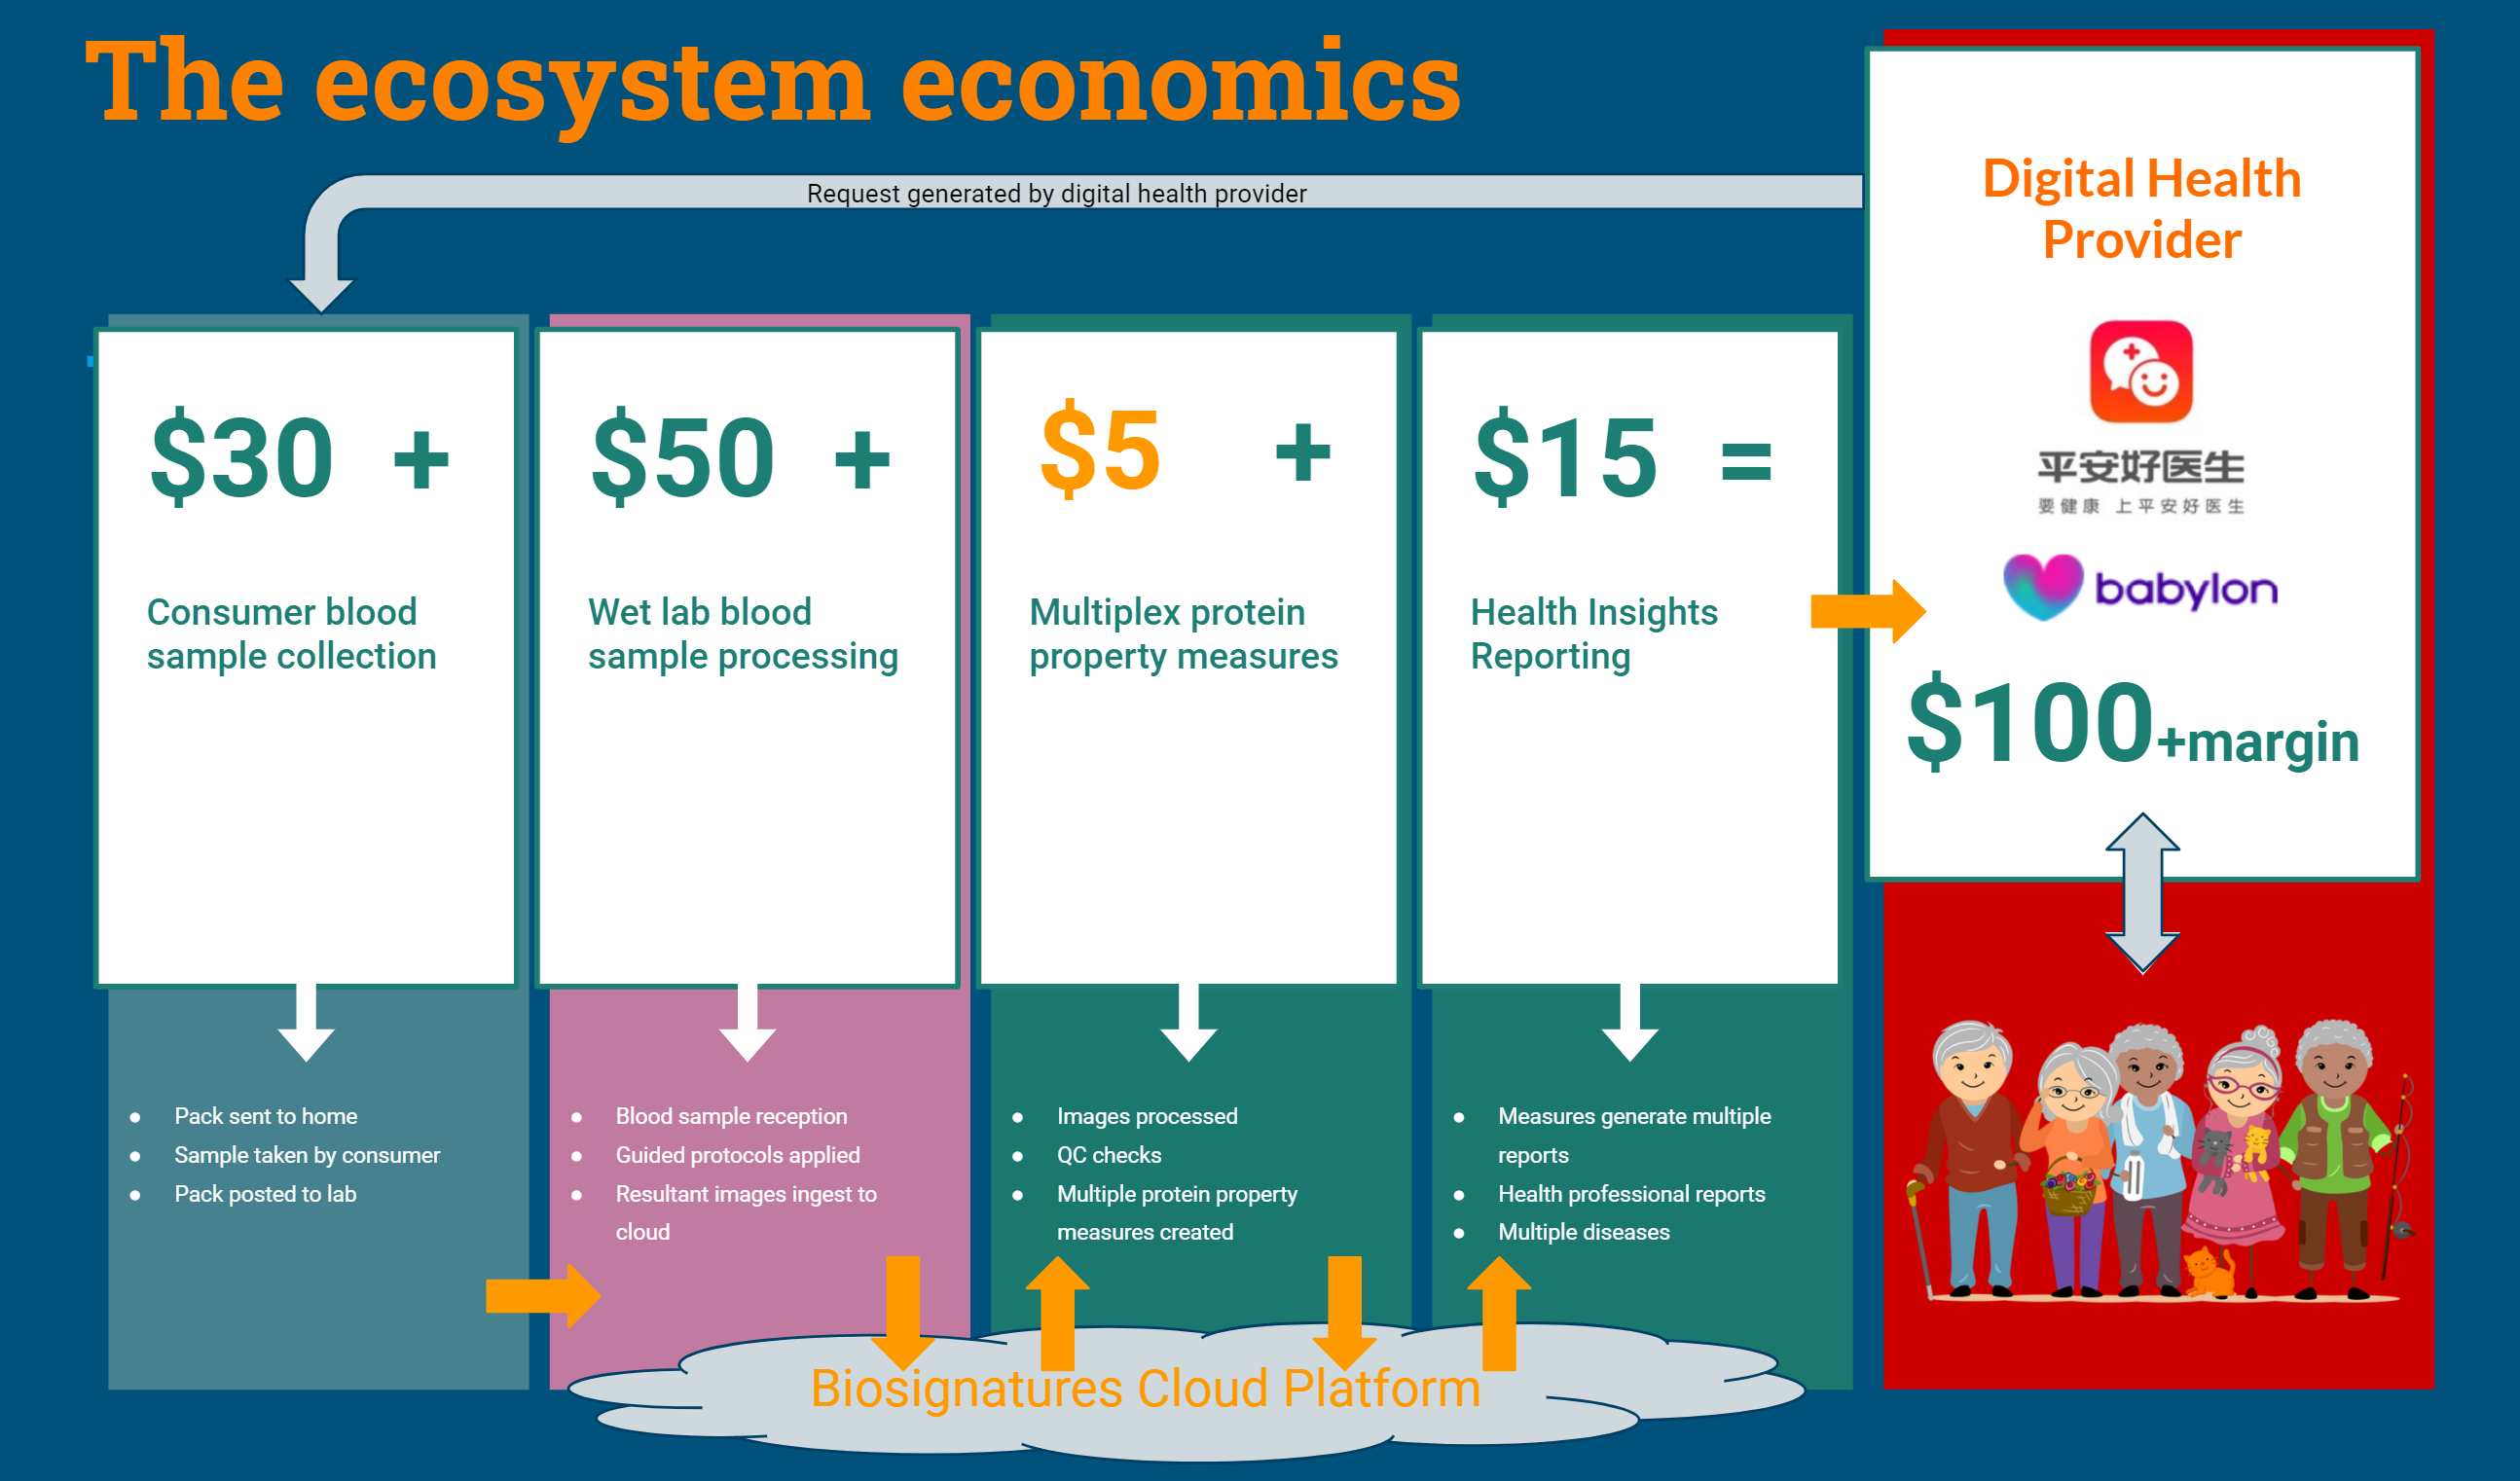 The ecosystem economics
Request generated by digital health provider
$30 +
Consumer blood
sample collection
Pack sent to home
Sample taken by consumer
Pack posted to lab
$50 +
Wet lab blood
sample processing
Blood sample reception
Guided protocols applied
Resultant images ingest to
cloud
$5 +
Multiplex protein
property measures
Images processed
QC checks
Multiple protein property
measures created
$15 =
Health Insights
Reporting
Measures generate multiple
reports
Health professional reports
Multiple diseases
Biosignatures Cloud Platform
Digital Health
Provider
平安好医生
要健康 上平安好医生
babylon
$100+margin